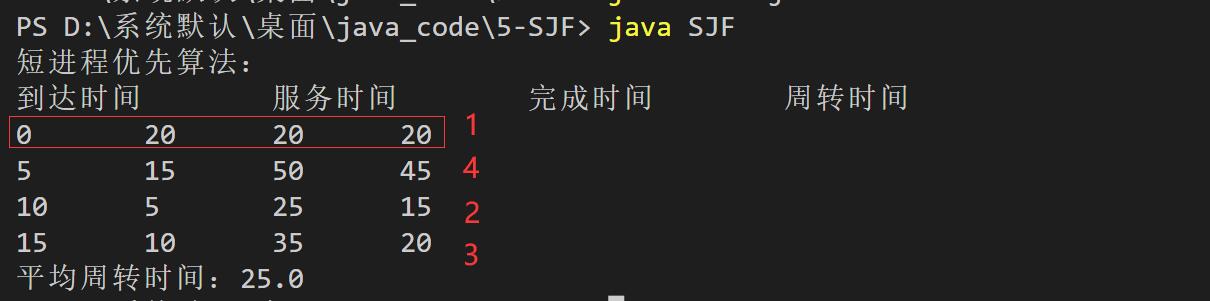 PS D:\系统默认\桌面\java_code\5-SJF> java SJF
短进程优先算法：
到达时间 服务时间 完成时间 周转时间
0 20 20 20 1
5 15 50 45 4
10 5 25 15 2
15 10 35 20 3
平均周转时间：25.0